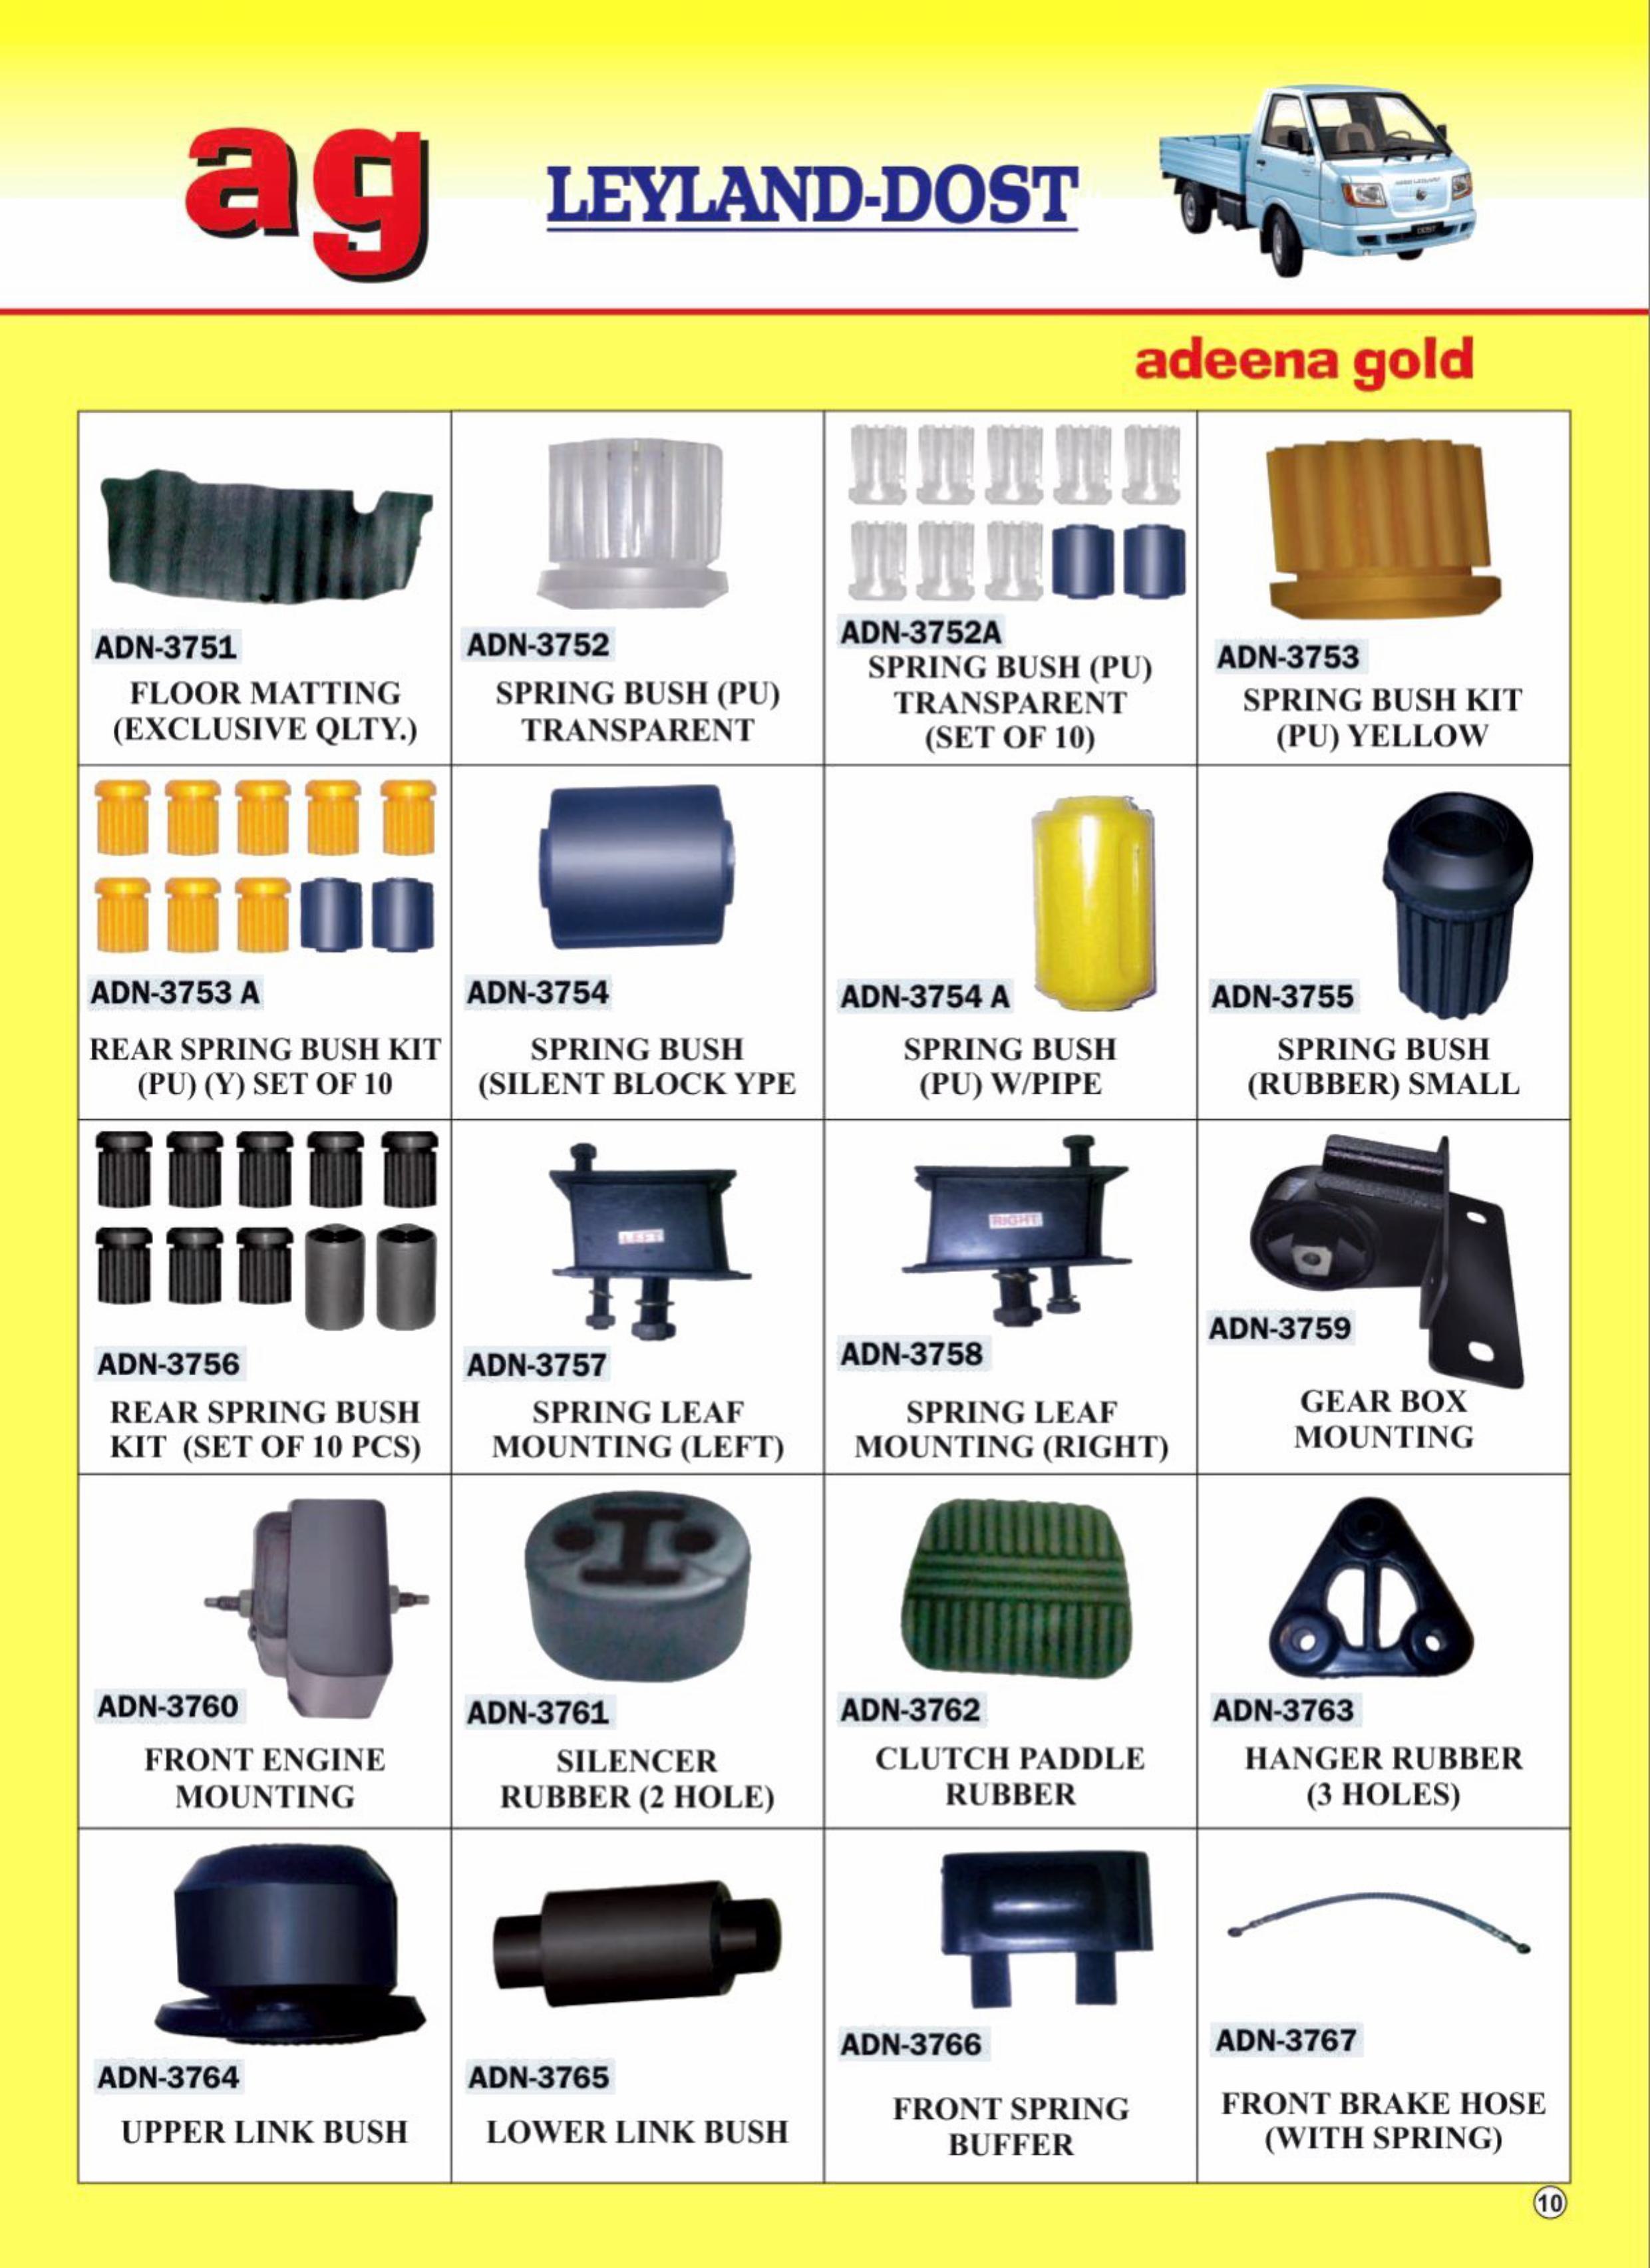 ag
LEYLAND-DOST
adeena gold
ADN-3751
FLOOR MATTING
(EXCLUSIVE QLTY.)
ADN-3752
SPRING BUSH (PU)
TRANSPARENT
ADN-3752A
SPRING BUSH (PU)
TRANSPARENT
(SET OF 10)
ADN-3753
SPRING BUSH KIT
(PU) YELLOW
ADN-3753 A
REAR SPRING BUSH KIT
(PU) (Y) SET OF 10
ADN-3754
SPRING BUSH
(SILENT BLOCK YPE
ADN-3754 A
SPRING BUSH
(PU) W/PIPE
ADN-3755
SPRING BUSH
(RUBBER) SMALL
ADN-3756
REAR SPRING BUSH
KIT (SET OF 10 PCS)
LEFT
ADN-3757
SPRING LEAF
MOUNTING (LEFT)
RIGHT
ADN-3758
SPRING LEAF
MOUNTING (RIGHT)
ADN-3759
GEAR BOX
MOUNTING
ADN-3760
FRONT ENGINE
MOUNTING
ADN-3761
SILENCER
RUBBER (2 HOLE)
ADN-3762
CLUTCH PADDLE
RUBBER
ADN-3763
HANGER RUBBER
(3 HOLES)
ADN-3764
UPPER LINK BUSH
ADN-3765
LOWER LINK BUSH
ADN-3766
FRONT SPRING
BUFFER
ADN-3767
FRONT BRAKE HOSE
(WITH SPRING)
10